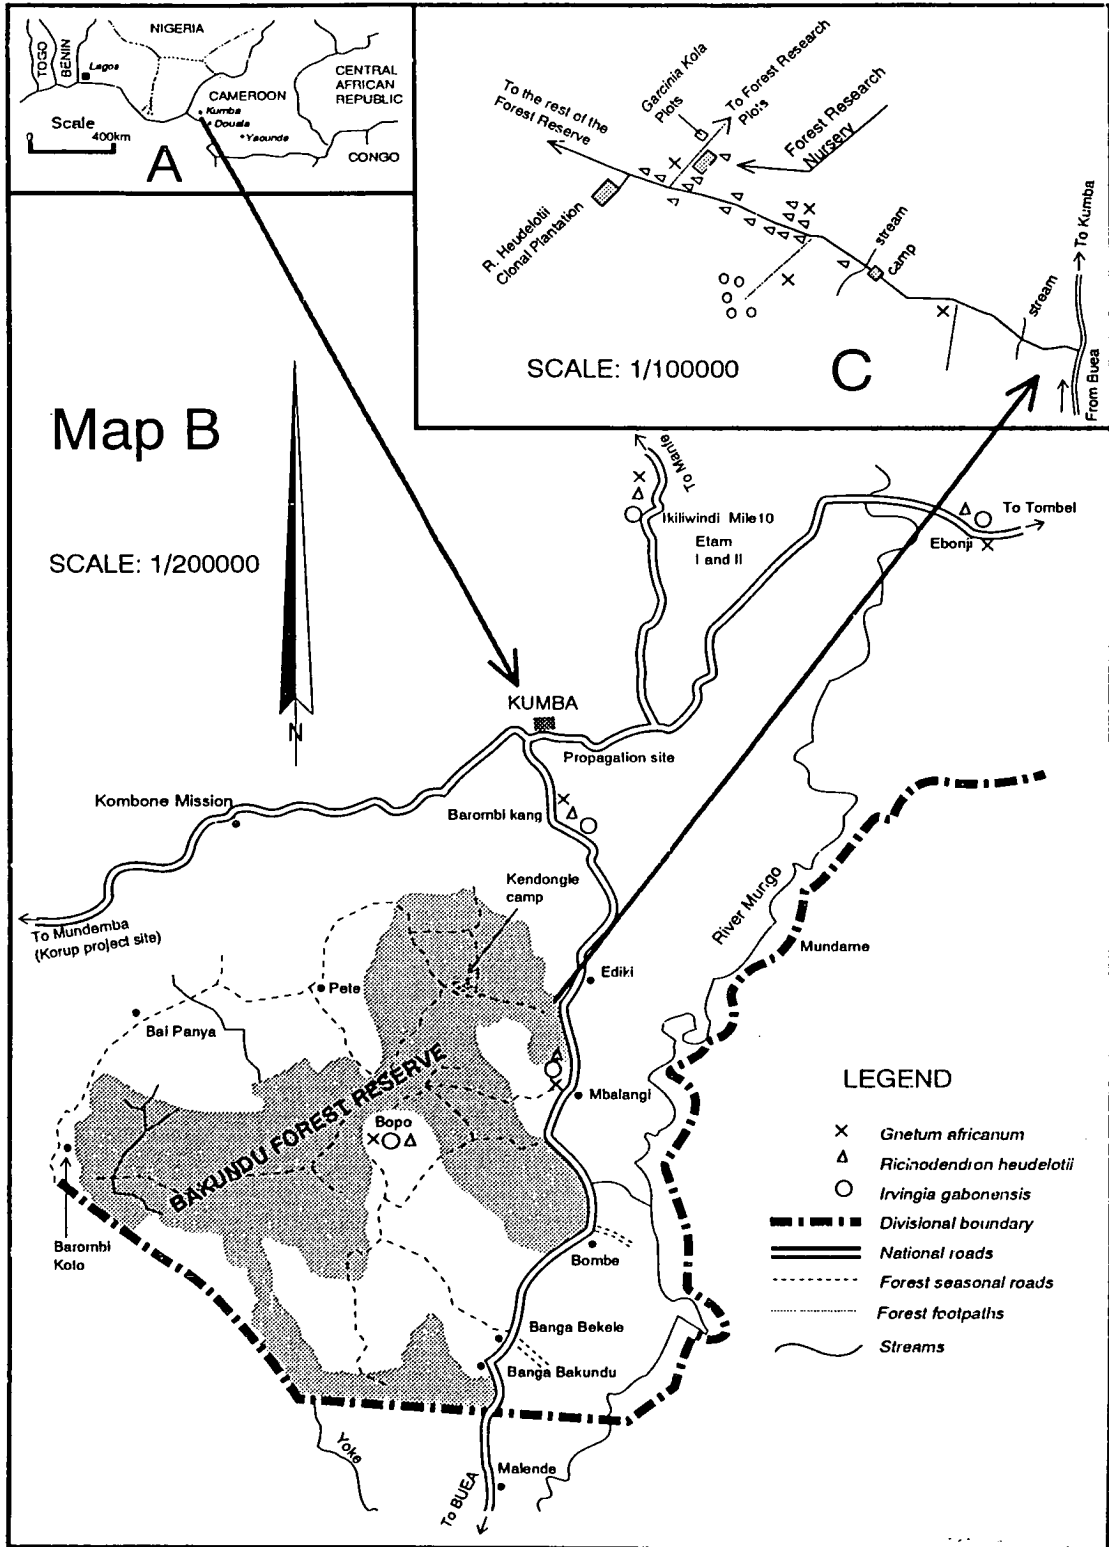 NIGERIA
TOGO
BENIN
Lagos
CENTRAL
AFRICAN
REPUBLIC
CAMEROON
Kumba
Douala
Yaounde
Scale
0 400km
CONGO
A
To the rest of the
Forest Reserve
Garcinia Kola
Plots
To Forest Research
Plots
Forest Research
Nursery
R. Heudelotii
Clonal Plantation
stream
camp
stream
To Kumba
From Buea
SCALE: 1/100000
C
Map B
SCALE: 1/200000
N
To Mamfe
Ikiliwindi Mile10
Etam
I and II
To Tombel
Ebonji
KUMBA
Propagation site
Kombone Mission
Barombi kang
Kendongle
camp
To Mundemba
(Korup project site)
River Mungo
Mundame
Ediki
Pete
Bai Panya
BAKUNDU FOREST RESERVE
Mbalangi
Bopo
Barombi
Koto
Bombe
Banga Bekele
Banga Bakundu
Yoke
To BUEA
Malende
LEGEND
Gnetum africanum
Ricinodendron heudelotii
Irvingia gabonensis
Divisional boundary
National roads
Forest seasonal roads
Forest footpaths
Streams